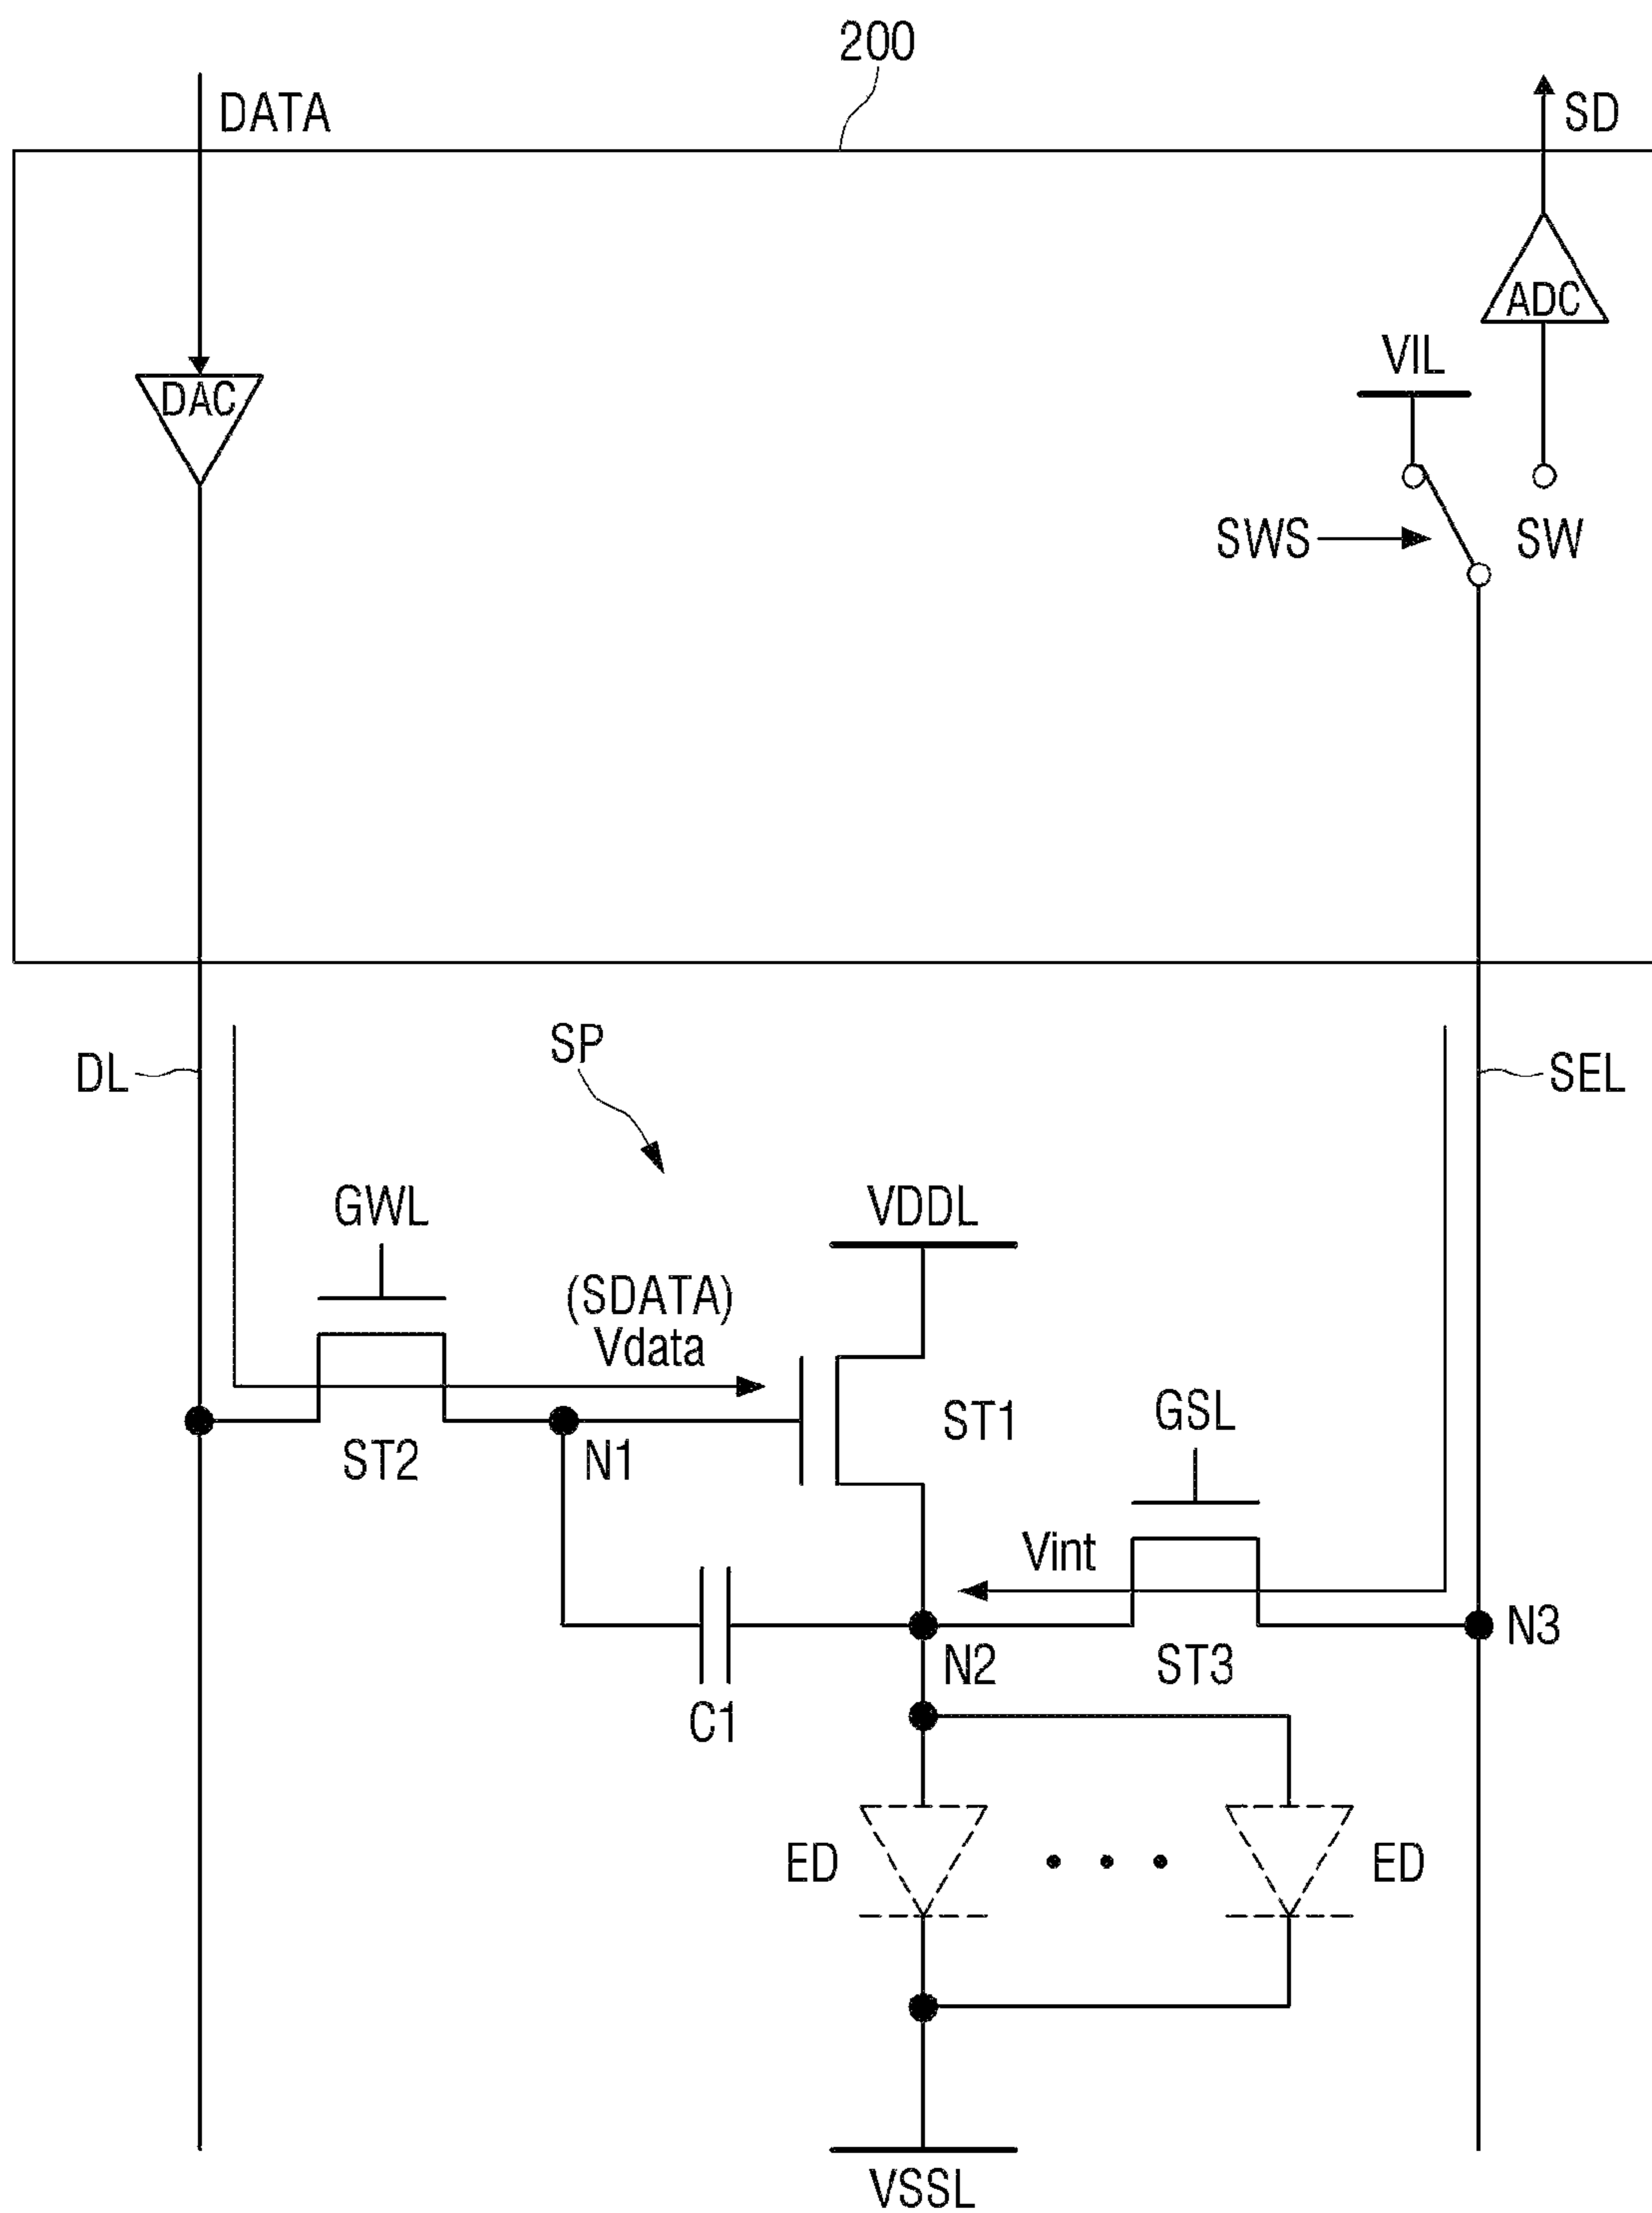 200
DATA
SD
ADC
VIL
DAC
SWS
SW
SP
DL
SEL
GWL
VDDL
(SDATA)
Vdata
GSL
ST1
ST2
N1
Vint
N3
N2
ST3
C1
ED
ED
VSSL